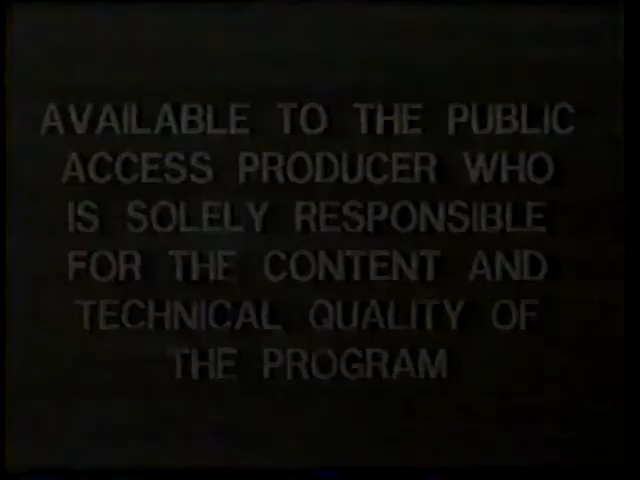 AVAILABLE TO THE PUBLIC
ACCESS PRODUCER WHO
IS SOLELY RESPONSIBLE
FOR THE CONTENT AND
TECHNICAL QUALITY OF
THE PROGRAM